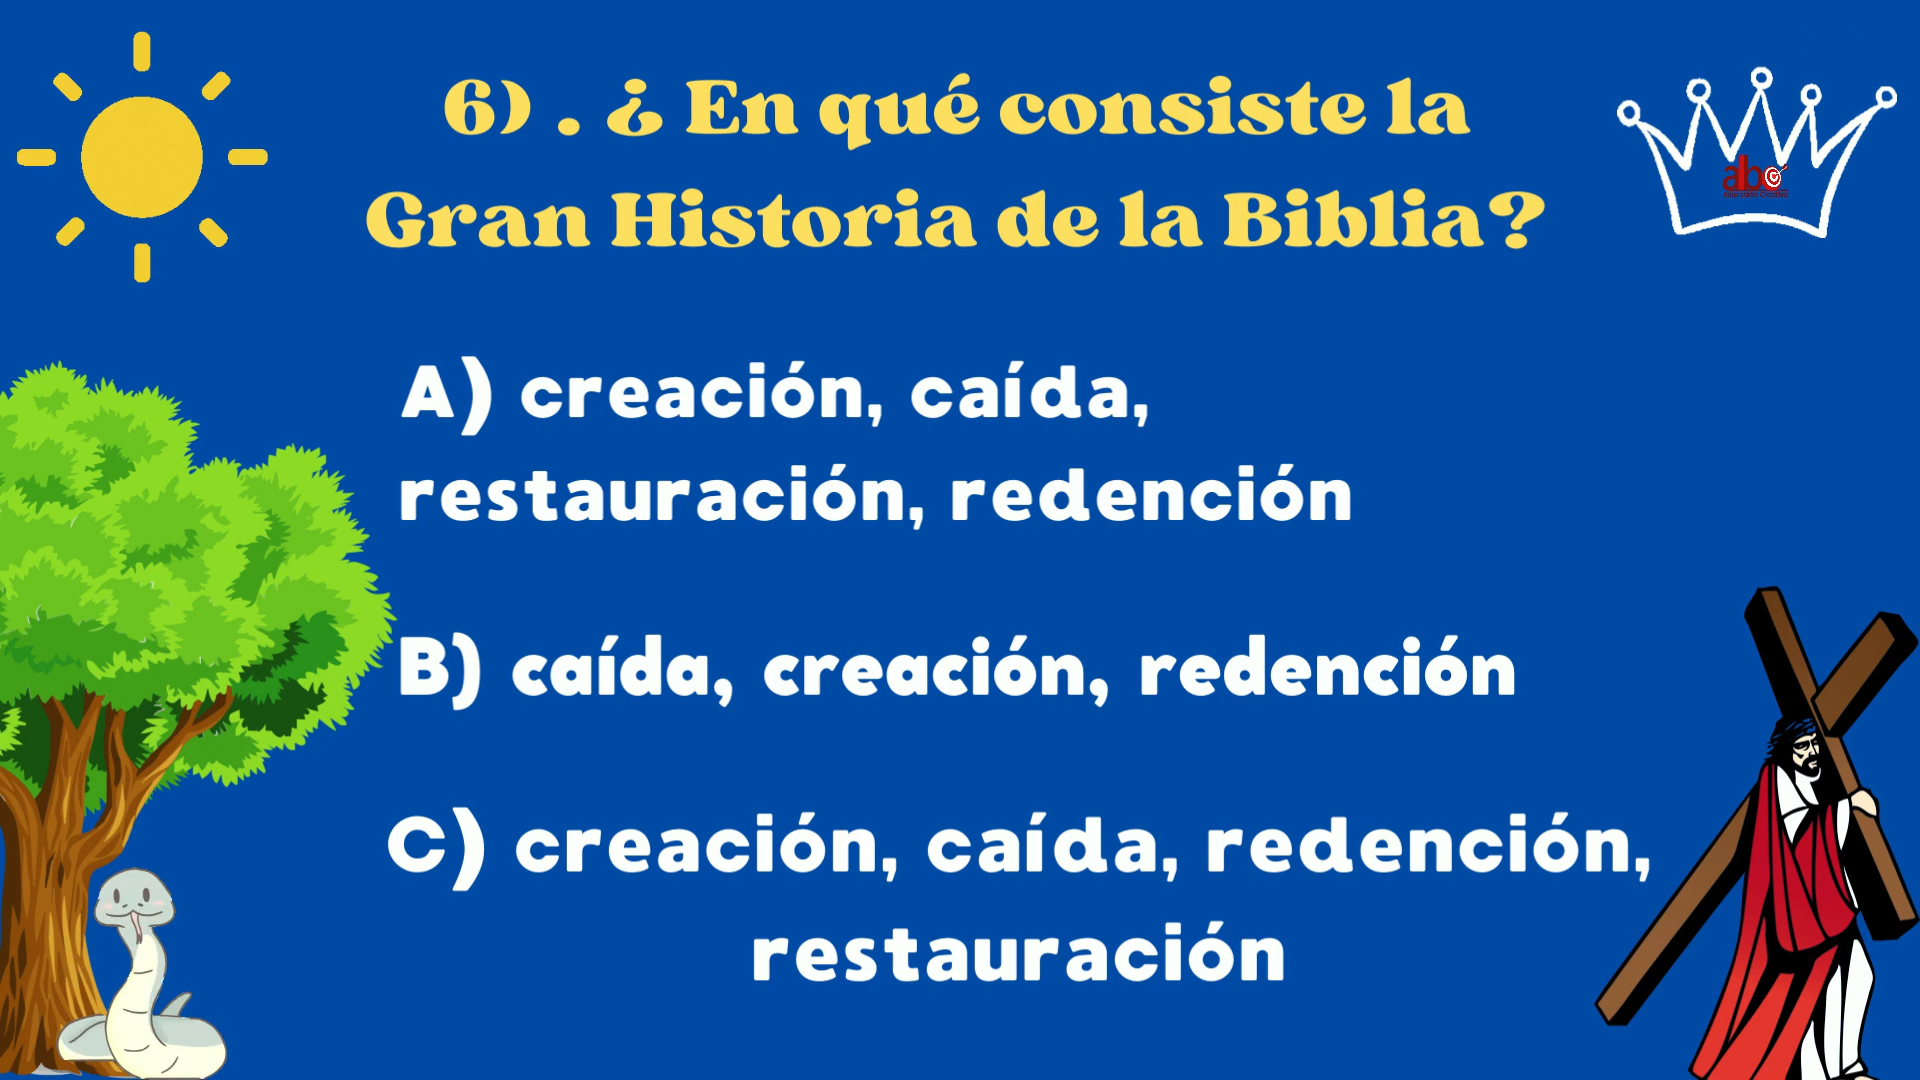 6) . ¿ En qué consiste la
Gran Historia de la Biblia?
abc
A) creación, caída,
restauración, redención
B) caída, creación, redención
C) creación, caída, redención,
restauración